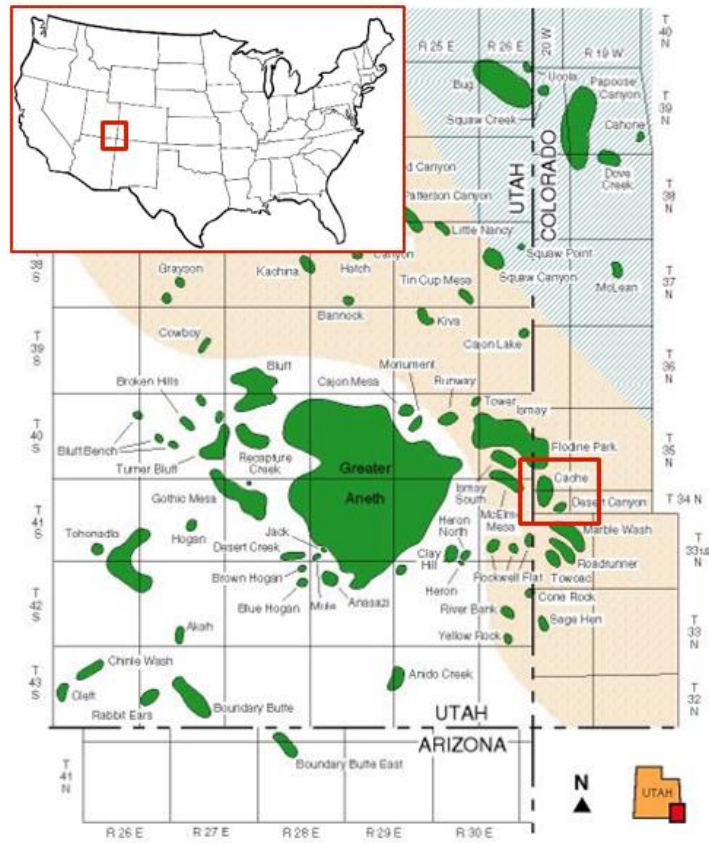 R 25 E
R 26 E
20 W
R 19 W
T
40
N
Bug
Papoose
Canyon
Squaw Creek
T
39
N
Cahone
UTAH
COLORADO
Dove
Creek
Patterson Canyon
T
38
N
Little Nancy
Squaw Point
Canyon
Squaw Canyon
38
S
Grayson
Kachina
Hatch
Tin Cup Mesa
McLean
T
37
N
Bannock
Kiva
Cowboy
T
39
S
Cajon Lake
Monument
T
36
N
Broken Hills
Bluff
Cajon Mesa
Runway
Tower
Ismay
T
40
S
Flodine Park
T
35
N
Bluff Bench
Turner Bluff
Recapture
Creek
Greater
Aneth
Ismay
South
Cache
Gothic Mesa
Desert Canyon
T 34 N
McElmo
Mesa
T
41
S
Tohonadla
Hogan
Jack
Heron
North
Marble Wash
Desert Creek
Clay
Hill
Roadrunner
Brown Hogan
Rockwell Flat
Towaoc
Heron
Cone Rock
Blue Hogan
Mule
Anasazi
T
42
S
River Bank
Sage Hen
T
33
N
Akah
Yellow Rock
Chinle Wash
T
43
S
Cleft
Anido Creek
Rabbit Ears
Boundary Butte
T
32
N
UTAH
ARIZONA
T
41
N
Boundary Butte East
N
UTAH
R 26 E
R 27 E
R 28 E
R 29 E
R 30 E